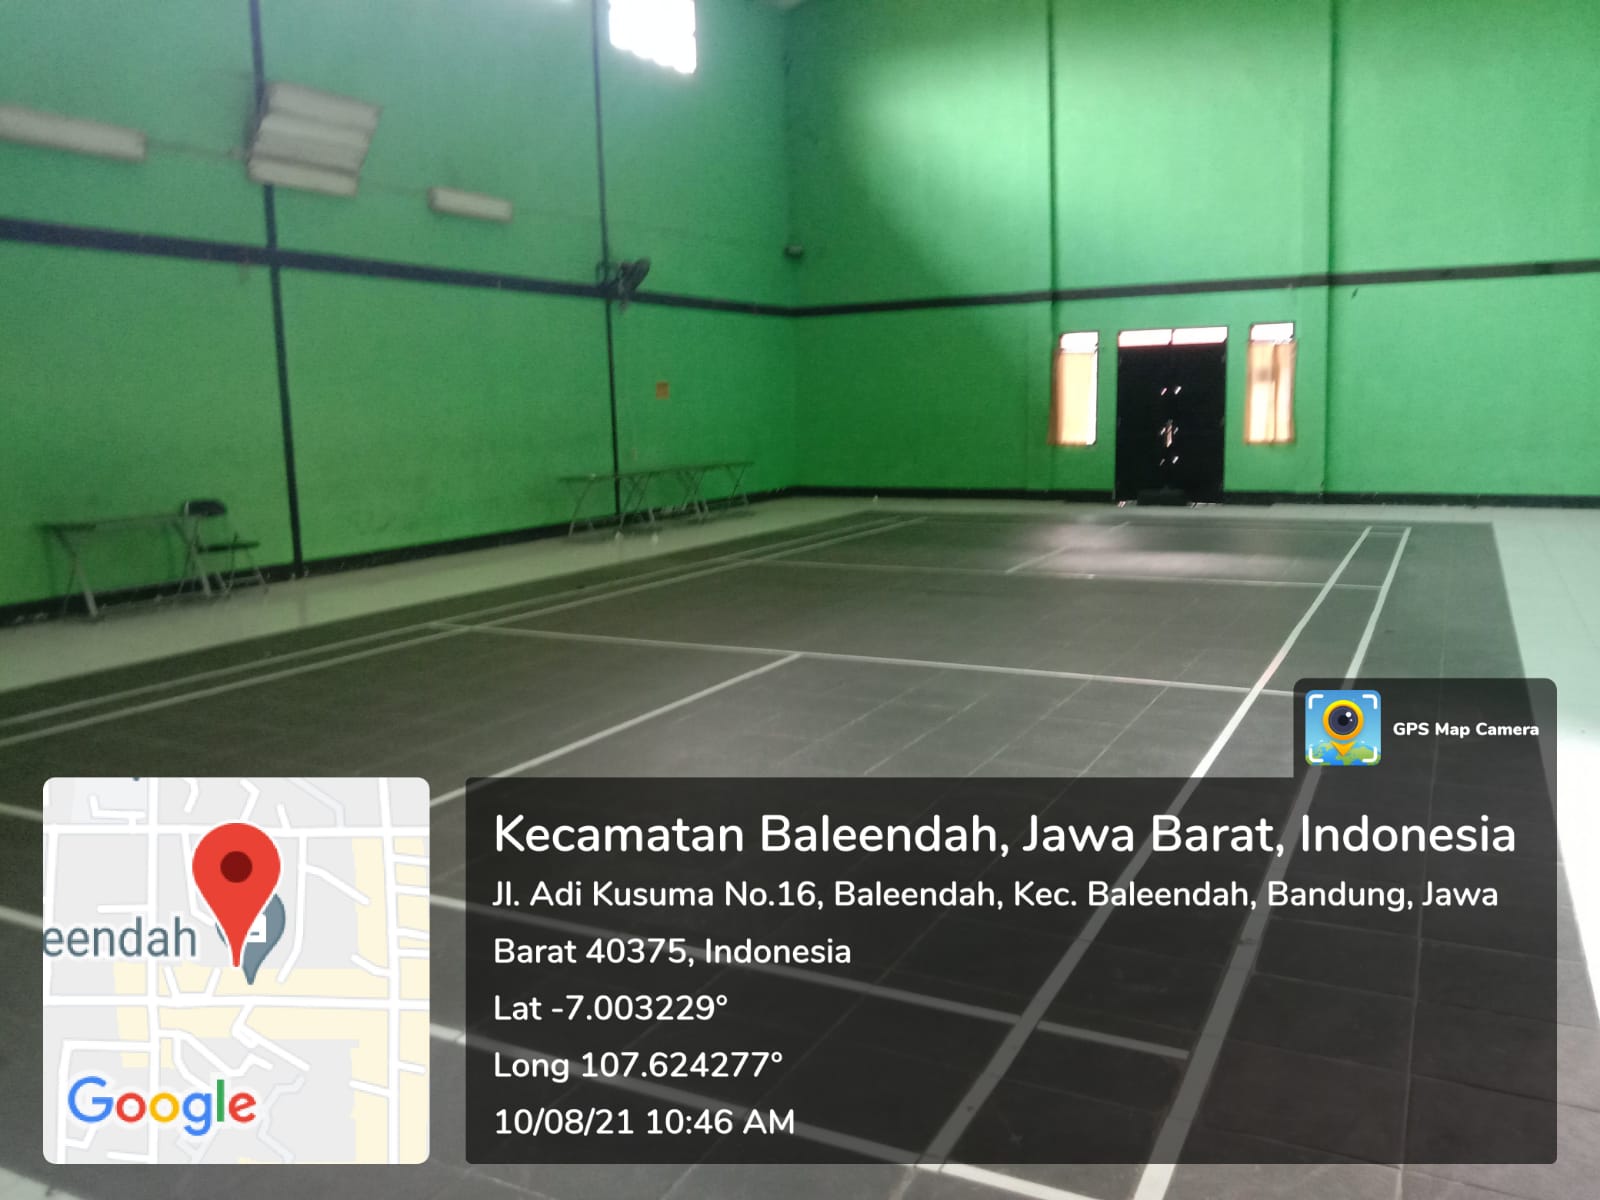 GPS Map Camera
Kecamatan Baleendah, Jawa Barat, Indonesia
Jl. Adi Kusuma No.16, Baleendah, Kec. Baleendah, Bandung, Jawa
Barat 40375, Indonesia
Lat -7.003229°
Long 107.624277°
10/08/21 10:46 AM
eendah
Google